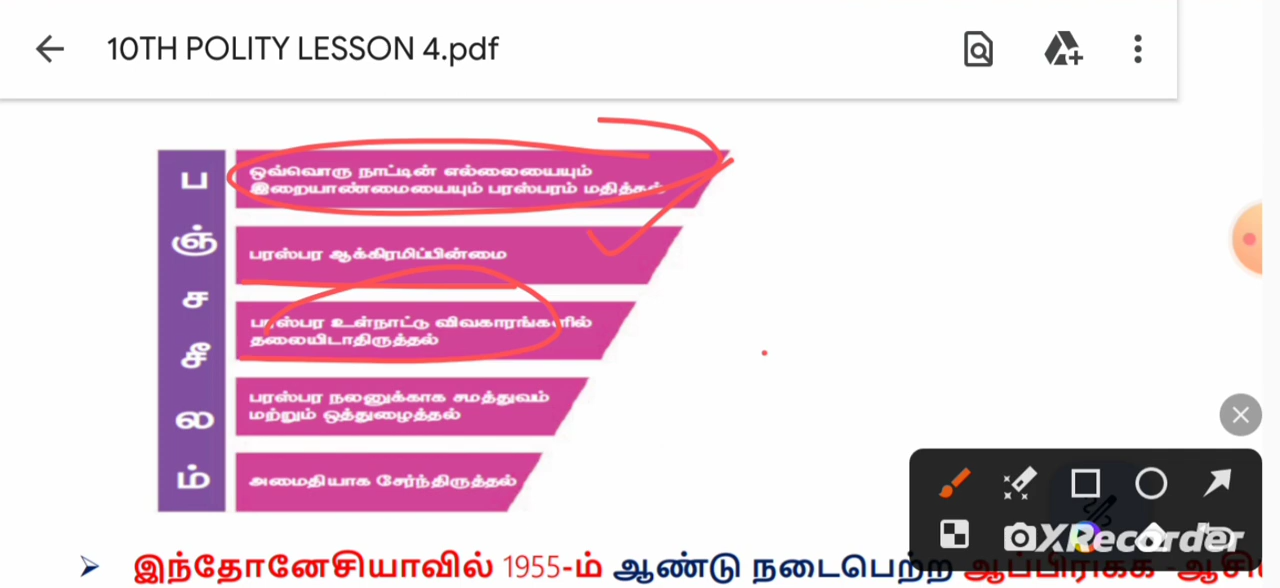 10TH POLITY LESSON 4.pdf
ப
ஞ்
ச
சீ
ல
ம்
ஒவ்வொரு நாட்டின் எல்லையையும்
இறையாண்மையையும் பரஸ்பரம் மதித்தல்
பரஸ்பர ஆக்கிரமிப்பின்மை
பரஸ்பர உள்நாட்டு விவகாரங்களில்
தலையிடாதிருத்தல்
பரஸ்பர நலனுக்காக சமத்துவம்
மற்றும் ஒத்துழைத்தல்
அமைதியாக சேர்ந்திருத்தல்
இந்தோனேசியாவில் 1955-ம் ஆண்டு நடைபெற்ற
XRecorder